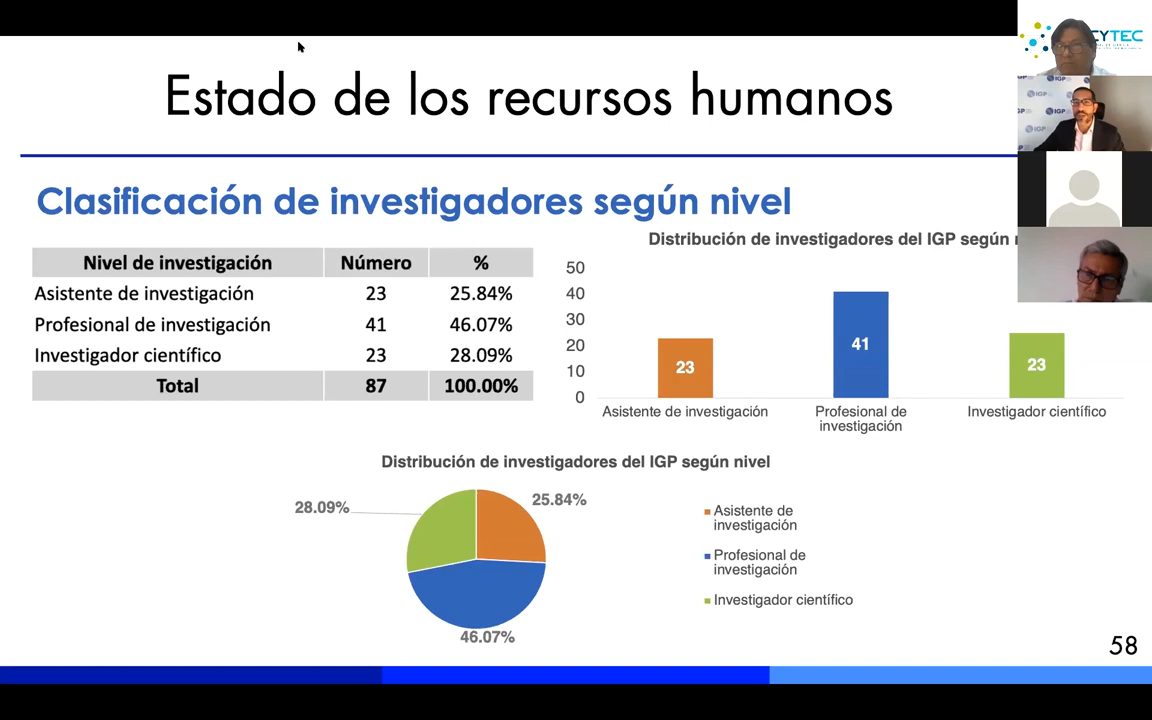 CYTEC
Estado de los recursos humanos
IGP
IGP
IGP
IGP
Clasificación de investigadores según nivel
Nivel de investigación Número %
Asistente de investigación 23 25.84%
Profesional de investigación 41 46.07%
Investigador científico 23 28.09%
Total 87 100.00%
Distribución de investigadores del IGP según
50
40
30
20
10
0
23
41
23
Asistente de investigación
Profesional de
investigación
Investigador científico
Distribución de investigadores del IGP según nivel
28.09%
25.84%
46.07%
Asistente de
investigación
Profesional de
investigación
Investigador científico
58